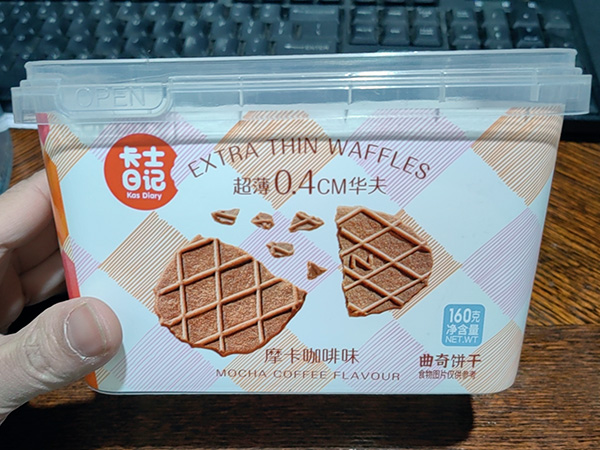 OPEN
卡士
日记
Kas Diary
EXTRA THIN WAFFLES
超薄0.4CM华夫
160克
净含量
NET.WT
摩卡咖啡味
MOCHA COFFEE FLAVOUR
曲奇饼干
食物图片仅供参考